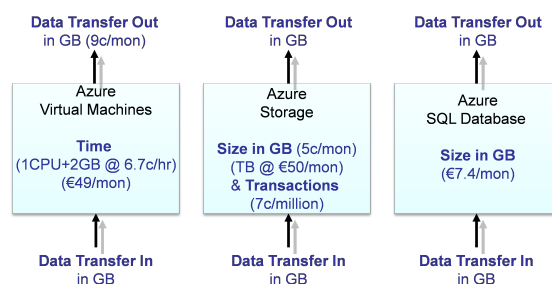 Data Transfer Out
in GB (9c/mon)
Azure
Virtual Machines
Time
(1CPU+2GB @ 6.7c/hr)
(€49/mon)
Data Transfer In
in GB
Data Transfer Out
in GB
Azure
Storage
Size in GB (5c/mon)
(TB @ €50/mon)
& Transactions
(7c/million)
Data Transfer In
in GB
Data Transfer Out
in GB
Azure
SQL Database
Size in GB
(€7.4/mon)
Data Transfer In
in GB